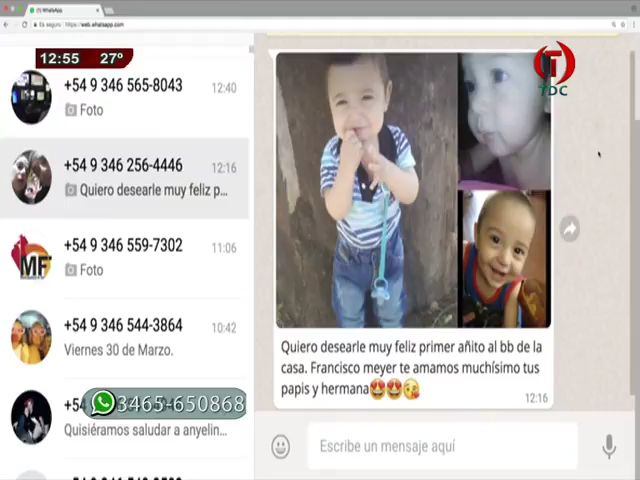 WhatsApp
https://web.whatsapp.com
12:55 27°
+54 9 346 565-8043
12:40
Foto
+54 9 346 256-4446
12:16
Quiero desearle muy feliz p...
+54 9 346 559-7302
11:06
Foto
MF
+54 9 346 544-3864
10:42
Viernes 30 de Marzo.
+54
3465-650868
Quisiéramos saludar a anyelin...
TDC
Quiero desearle muy feliz primer añito al bb de la
casa. Francisco meyer te amamos muchísimo tus
papis y hermana😍😍😘
12:16
Escribe un mensaje aquí